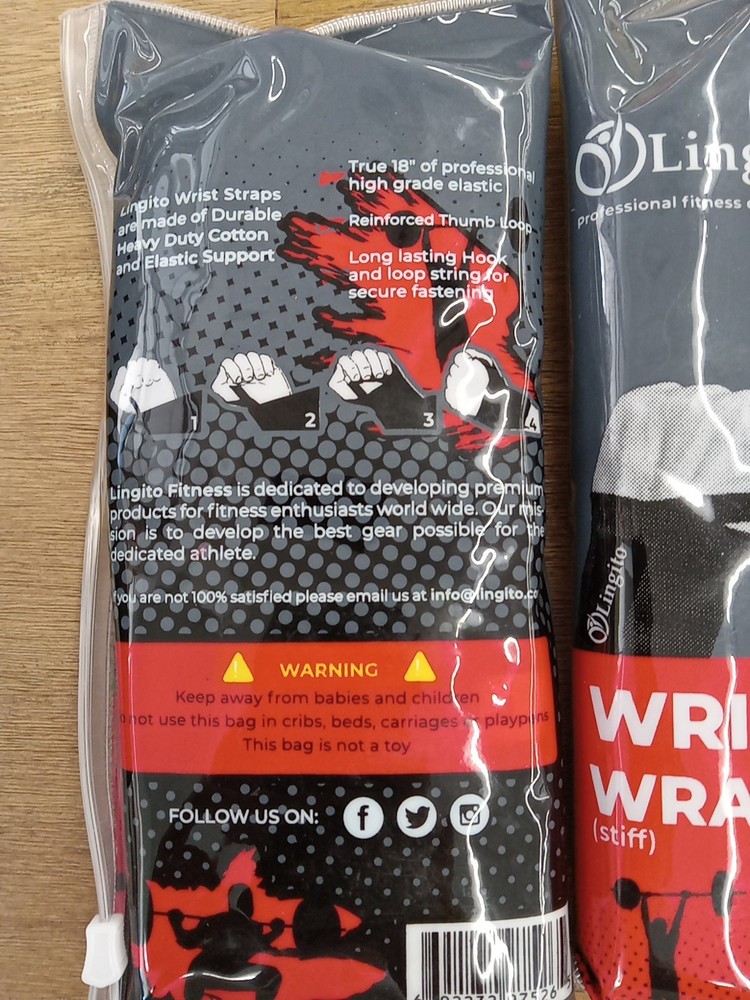 Lingito Wrist Straps
are made of Durable
Heavy Duty Cotton
and Elastic Support
True 18" of professional
high grade elastic
Reinforced Thumb Loop
Long lasting Hook
and loop string for
secure fastening
1
2
3
4
Lingito Fitness is dedicated to developing premium
products for fitness enthusiasts world wide. Our mis-
sion is to develop the best gear possible for the
dedicated athlete.
If you are not 100% satisfied please email us at info@lingito.co
WARNING
Keep away from babies and children
not use this bag in cribs, beds, carriages or playpens
This bag is not a toy
FOLLOW US ON:
Ling
Professional fitness
Lingito
WRI
WRA
(stiff)